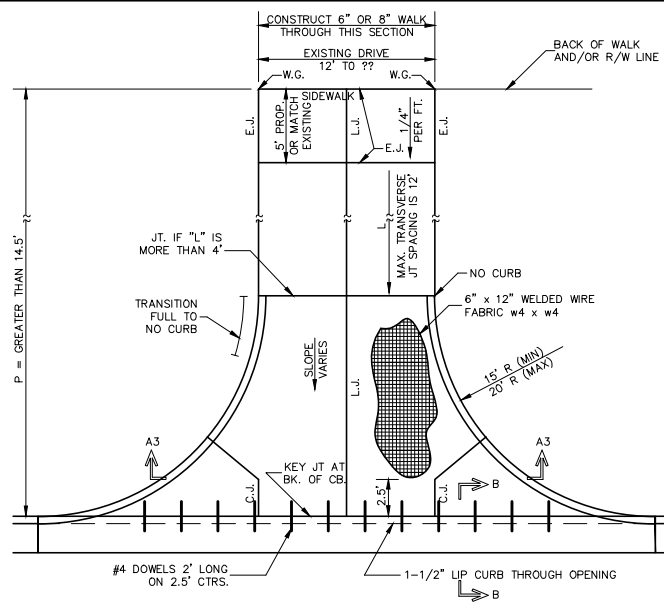 CONSTRUCT 6" OR 8" WALK
THROUGH THIS SECTION
EXISTING DRIVE
12' TO ??
BACK OF WALK
AND/OR R/W LINE
W.G.
W.G.
SIDEWALK
E.J.
5' PROP.
OR MATCH
EXISTING
L.J.
1/4"
PER FT.
E.J.
E.J.
P = GREATER THAN 14.5'
L
MAX. TRANSVERSE
JT SPACING IS 12'
JT. IF "L" IS
MORE THAN 4'
NO CURB
TRANSITION
FULL TO
NO CURB
6" x 12" WELDED WIRE
FABRIC w4 x w4
SLOPE
VARIES
L.J.
15' R (MIN)
20' R (MAX)
A3
A3
KEY JT AT
BK. OF CB.
C.J.
2.5'
C.J.
B
#4 DOWELS 2' LONG
ON 2.5' CTRS.
1-1/2" LIP CURB THROUGH OPENING
B